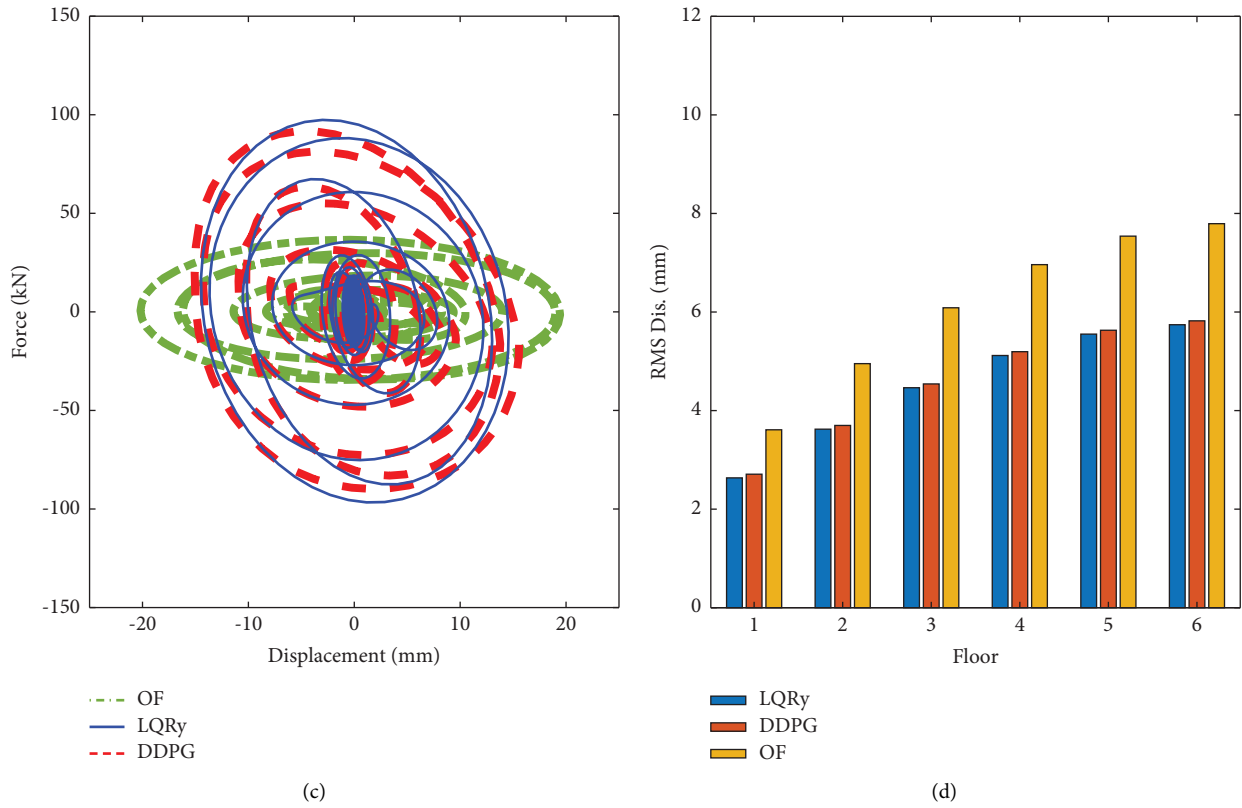 150
100
50
0
-50
-100
-150
Force (kN)
-20
-10
0
10
20
Displacement (mm)
OF
LQRy
DDPG
(c)
12
10
8
6
4
2
0
RMS Dis. (mm)
1
2
3
4
5
6
Floor
LQRy
DDPG
OF
(d)